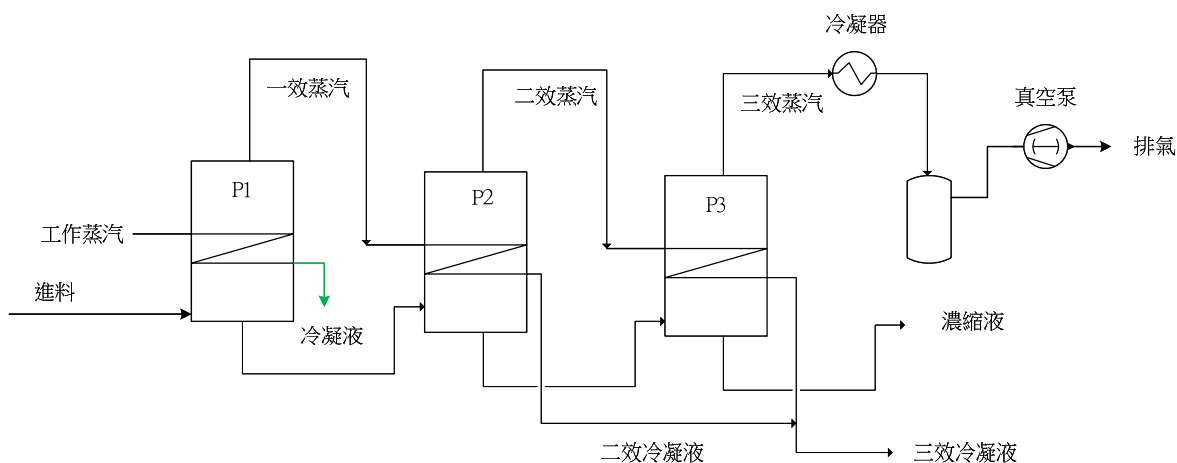 冷凝器
一效蒸汽
二效蒸汽
三效蒸汽
真空泵
排氣
P1
P2
P3
工作蒸汽
進料
冷凝液
濃縮液
二效冷凝液
三效冷凝液